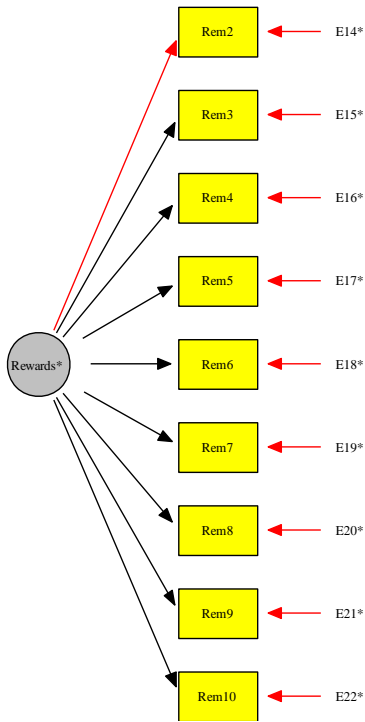 Rem2 E14*
Rem3 E15*
Rem4 E16*
Rem5 E17*
Rewards* Rem6 E18*
Rem7 E19*
Rem8 E20*
Rem9 E21*
Rem10 E22*